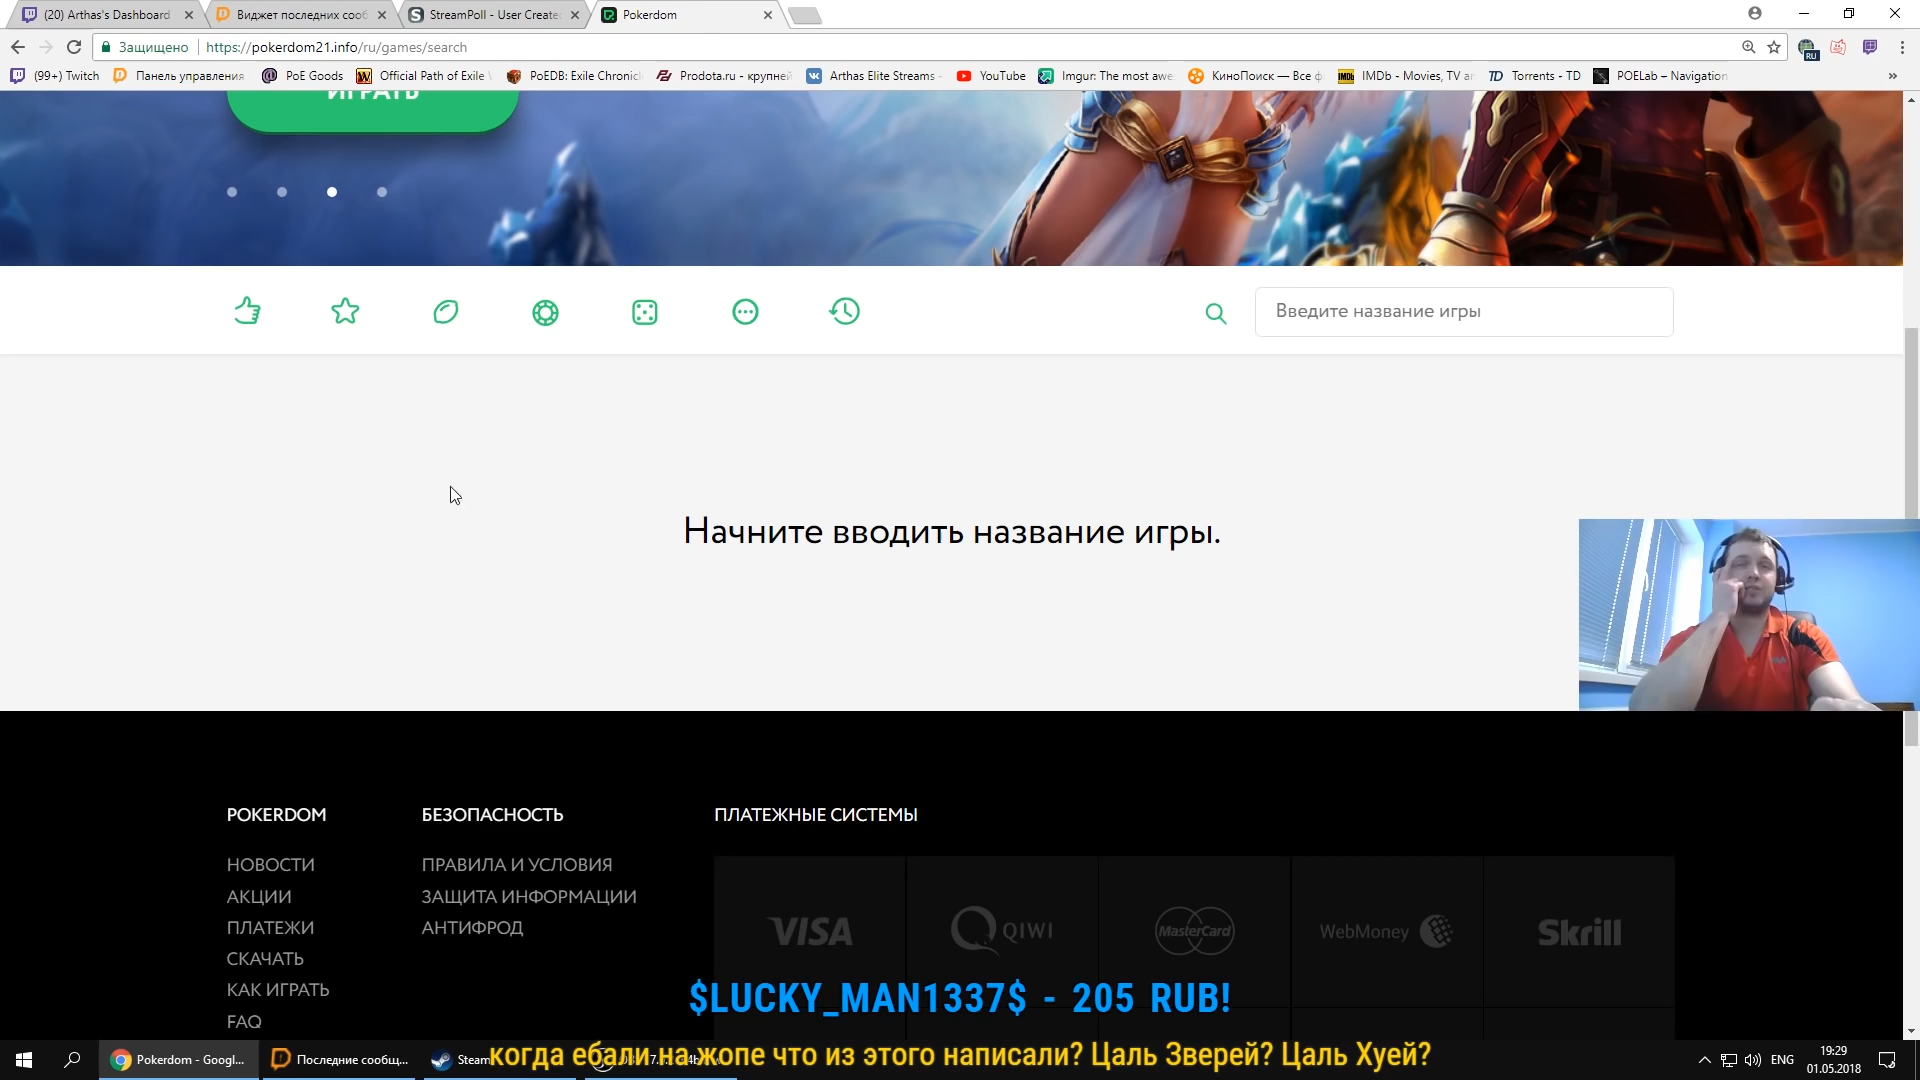 (20) Arthas's Dashboard
Виджет последних сооб
StreamPoll - User Create
Pokerdom
Защищено
https://pokerdom21.info/ru/games/search
(99+) Twitch
Панель управления
PoE Goods
Official Path of Exile
PoEDB: Exile Chronicl
Prodota.ru - крупней
Arthas Elite Streams -
YouTube
Imgur: The most awe
КиноПоиск — Все ф
IMDb - Movies, TV an
Torrents - TD
POELab – Navigation
ИГРАТЬ
Введите название игры
Начните вводить название игры.
POKERDOM
НОВОСТИ
АКЦИИ
ПЛАТЕЖИ
СКАЧАТЬ
КАК ИГРАТЬ
FAQ
БЕЗОПАСНОСТЬ
ПРАВИЛА И УСЛОВИЯ
ЗАЩИТА ИНФОРМАЦИИ
АНТИФРОД
ПЛАТЕЖНЫЕ СИСТЕМЫ
VISA
QIWI
MasterCard
WebMoney
Skrill
$LUCKY_MAN1337$ - 205 RUB!
когда ебали на жопе что из этого написали? Цаль Зверей? Цаль Хуей?
Pokerdom - Googl...
Последние сообщ...
Steam
ENG
19:29
01.05.2018